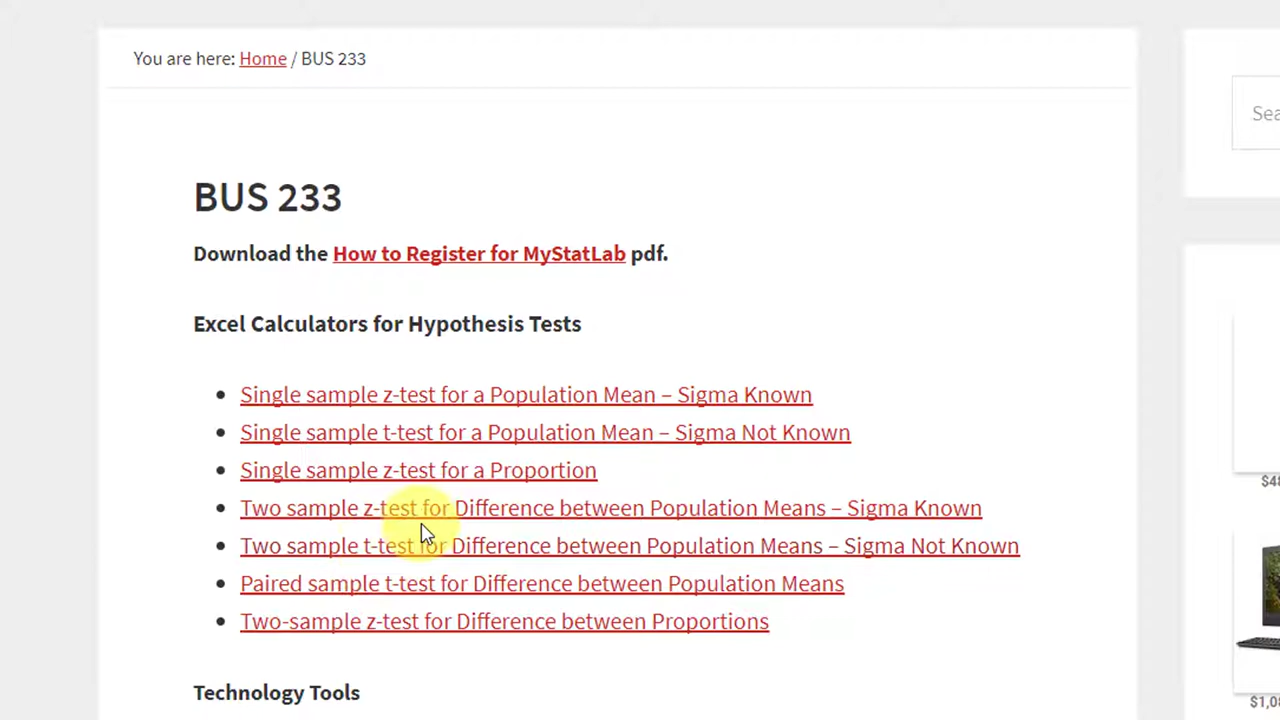 You are here: Home / BUS 233
Sea
BUS 233
Download the How to Register for MyStatLab pdf.
Excel Calculators for Hypothesis Tests
Single sample z-test for a Population Mean – Sigma Known
Single sample t-test for a Population Mean – Sigma Not Known
Single sample z-test for a Proportion
$48
Two sample z-test for Difference between Population Means – Sigma Known
Two sample t-test for Difference between Population Means – Sigma Not Known
Paired sample t-test for Difference between Population Means
Two-sample z-test for Difference between Proportions
Technology Tools
$1,0